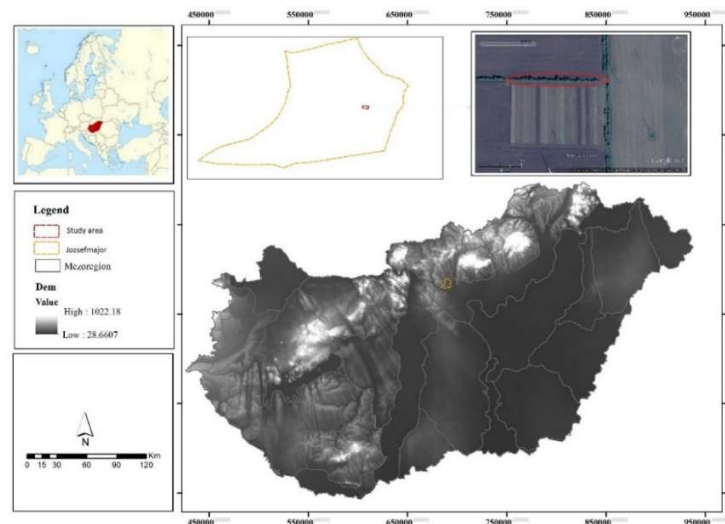 450000 550000 650000 750000 850000 950000
Legend
Study area
Jozsefmajor
Mezoregion
Dem
Value
High : 1022.18
Low : 28.6607
N
0 15 30 60 90 120 Km
450000 550000 650000 750000 850000 950000